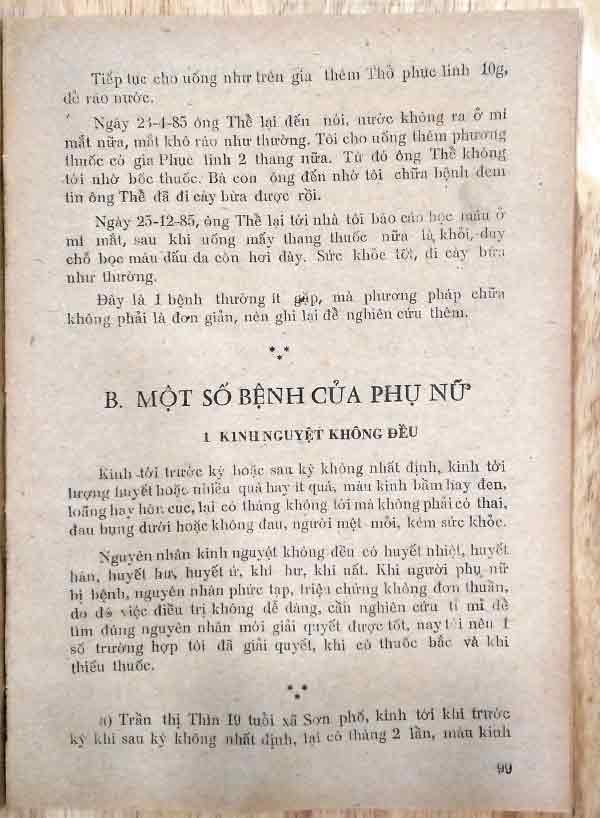 Tiếp tục cho uống như trên gia thêm Thổ phục linh 10g,
để ráo nước.
Ngày 24-4-85 ông Thể lại đến nói, nước không ra ở mi
mắt nữa, mắt khô ráo như thường. Tôi cho uống thêm phương
thuốc có gia Phục linh 2 thang nữa. Từ đó ông Thể không
tới nhờ bốc thuốc. Bà con ông đến nhờ tôi chữa bệnh đem
tin ông Thể đã đi cày bừa được rồi.
Ngày 25-12-85, ông Thể lại tới nhà tôi báo cáo bọc máu ở
mi mắt, sau khi uống mấy thang thuốc nữa là khỏi, duy
chỗ bọc máu dấu da còn hơi dày. Sức khỏe tốt, đi cày bừa
như thường.
Đây là 1 bệnh thường ít gặp, mà phương pháp chữa
không phải là đơn giản, nên ghi lại để nghiên cứu thêm.
B. MỘT SỐ BỆNH CỦA PHỤ NỮ
1 KINH NGUYỆT KHÔNG ĐỀU
Kinh tới trước kỳ hoặc sau kỳ không nhất định, kinh tới
lượng huyết hoặc nhiều quá hay ít quá, màu kinh bầm hay đen,
loãng hay hòn cục, lại có tháng không tới mà không phải có thai,
đau bụng dưới hoặc không đau, người mệt mỏi, kém sức khỏe.
Nguyên nhân kinh nguyệt không đều có huyết nhiệt, huyết
hàn, huyết hư, huyết ứ, khí hư, khí uất. Khi người phụ nữ
bị bệnh, nguyên nhân phức tạp, triệu chứng không đơn thuần,
do đó việc điều trị không dễ dàng, cần nghiên cứu tỉ mỉ để
tìm đúng nguyên nhân mới giải quyết được tốt, nay tôi nêu 1
số trường hợp tôi đã giải quyết, khi có thuốc bắc và khi
thiếu thuốc.
a) Trần thị Thìn 19 tuổi xã Sơn phố, kinh tới khi trước
kỳ khi sau kỳ không nhất định, lại có tháng 2 lần, màu kinh
99